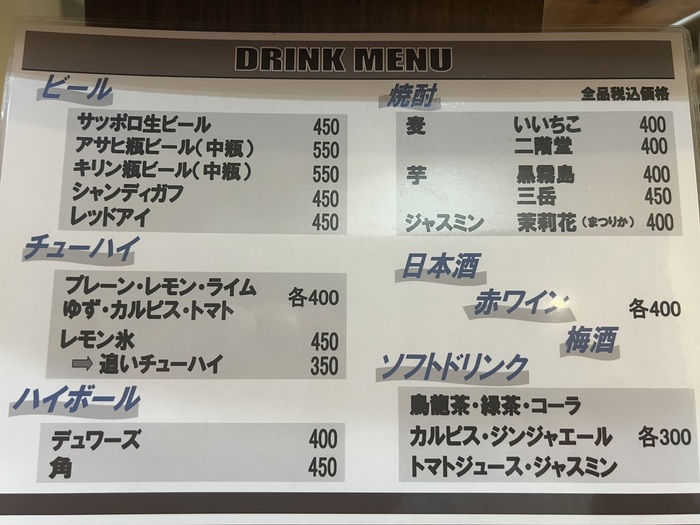 DRINK MENU
ビール
サッポロ生ビール 450
アサヒ瓶ビール(中瓶) 550
キリン瓶ビール(中瓶) 550
シャンディガフ 450
レッドアイ 450
チューハイ
プレーン・レモン・ライム
ゆず・カルピス・トマト 各400
レモン氷 450
⇨ 追いチューハイ 350
ハイボール
デュワーズ 400
角 450
焼酎 全品税込価格
麦 いいちこ 400
二階堂 400
芋 黒霧島 400
三岳 450
ジャスミン 茉莉花(まつりか) 400
日本酒
赤ワイン 各400
梅酒
ソフトドリンク
烏龍茶・緑茶・コーラ
カルピス・ジンジャエール 各300
トマトジュース・ジャスミン